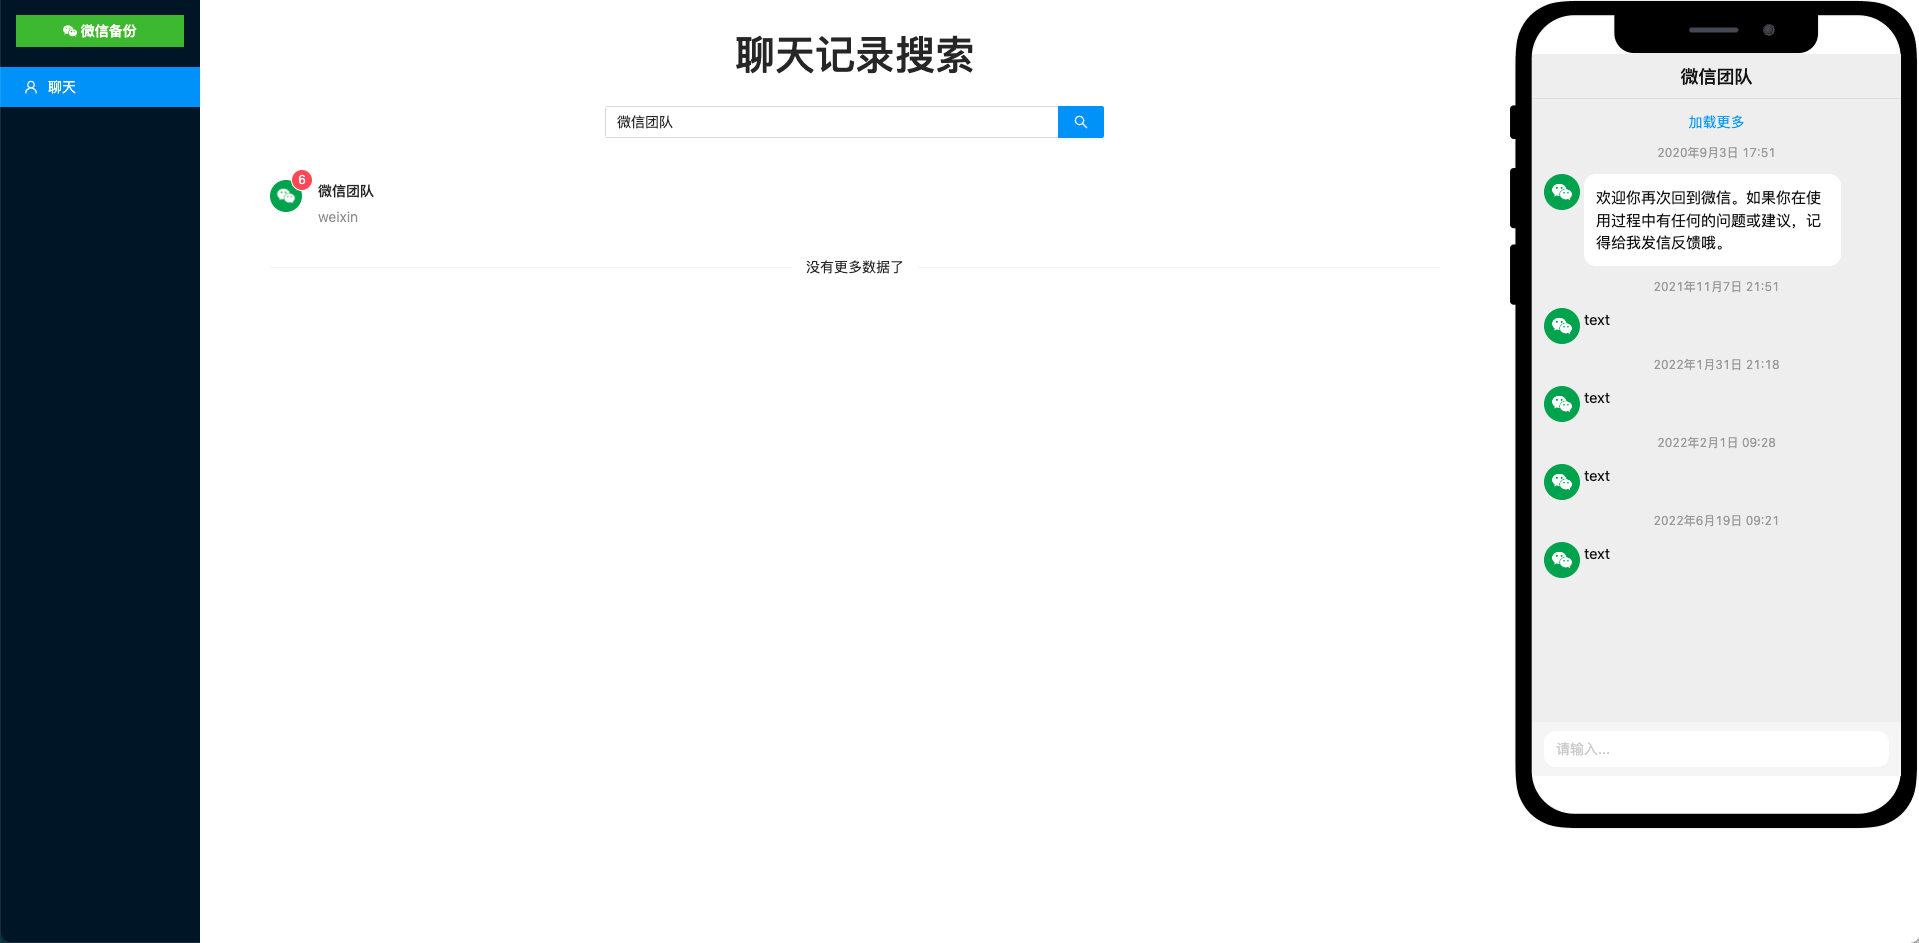 微信备份
聊天
聊天记录搜索
微信团队
6
微信团队
weixin
没有更多数据了
微信团队
加载更多
2020年9月3日 17:51
欢迎你再次回到微信。如果你在使
用过程中有任何的问题或建议，记
得给我发信反馈哦。
2021年11月7日 21:51
text
2022年1月31日 21:18
text
2022年2月1日 09:28
text
2022年6月19日 09:21
text
请输入...